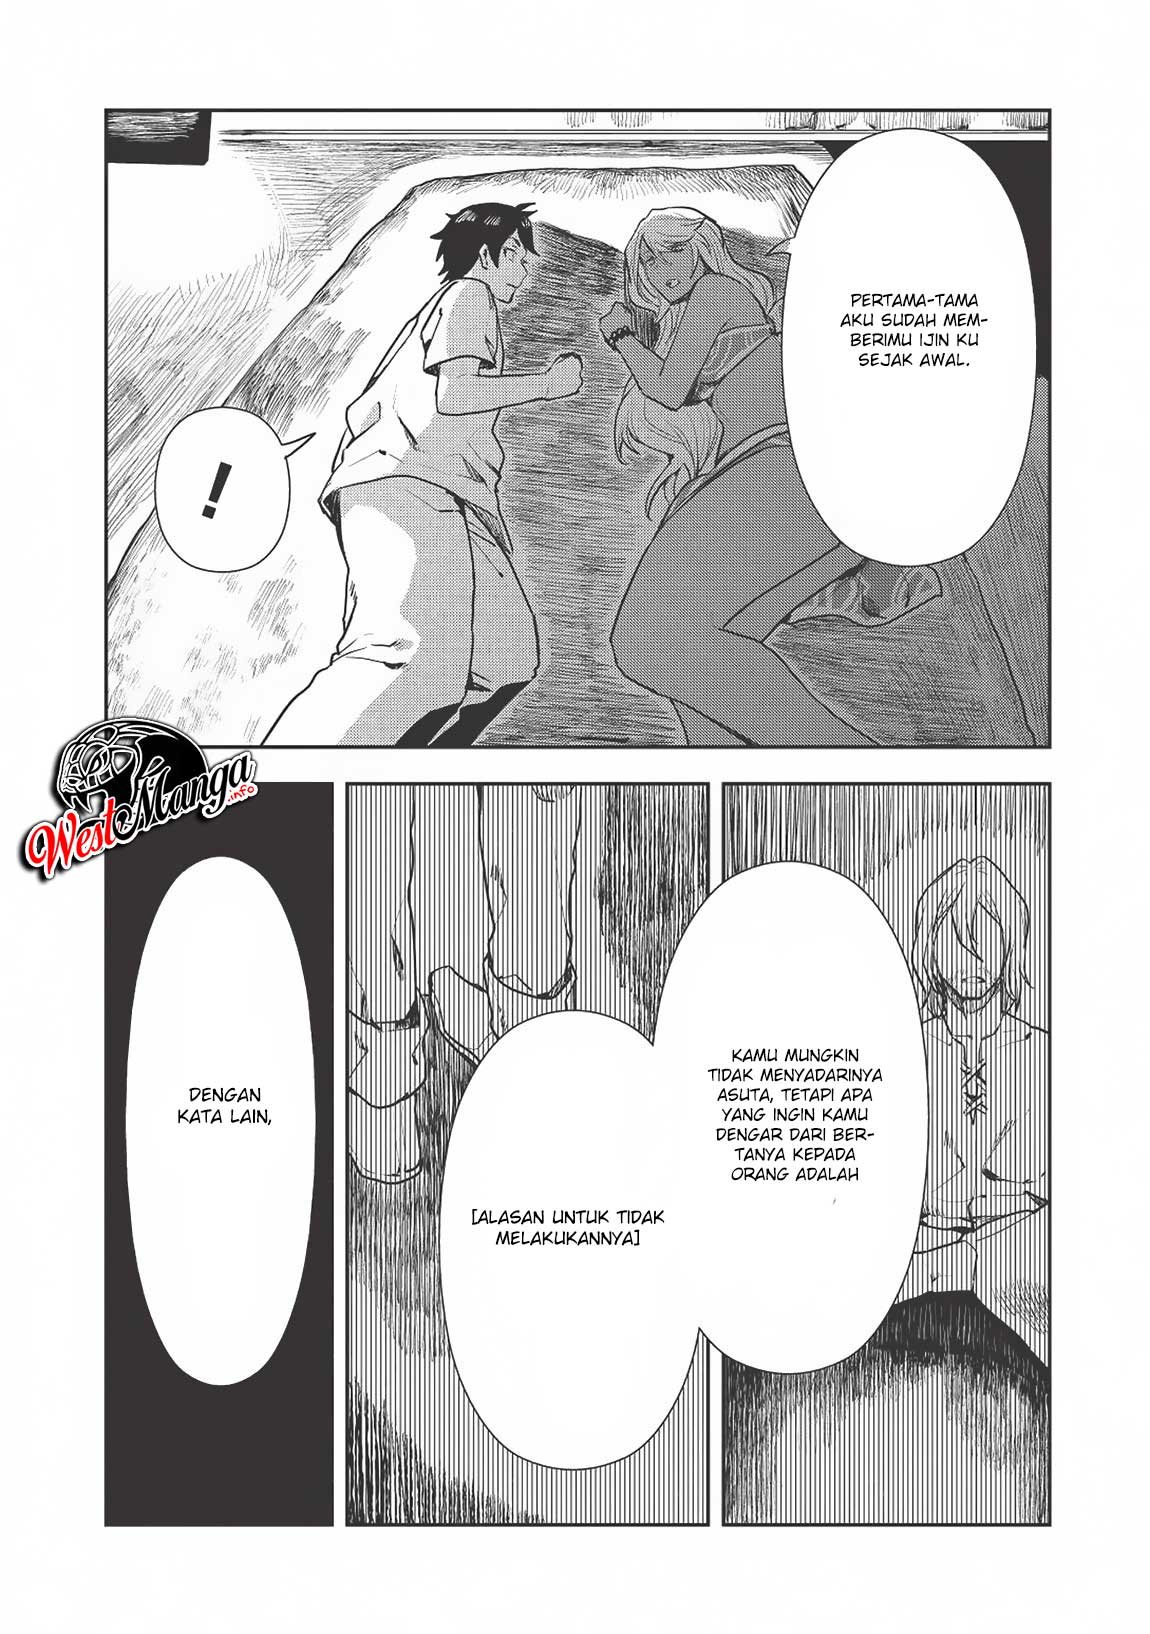 PERTAMA-TAMA
AKU SUDAH MEM-
BERIMU IJIN KU
SEJAK AWAL.
!
WestManga
.info
KAMU MUNGKIN
TIDAK MENYADARINYA
ASUTA, TETAPI APA
YANG INGIN KAMU
DENGAR DARI BER-
TANYA KEPADA
ORANG ADALAH
[ALASAN UNTUK TIDAK
MELAKUKANNYA]
DENGAN
KATA LAIN,